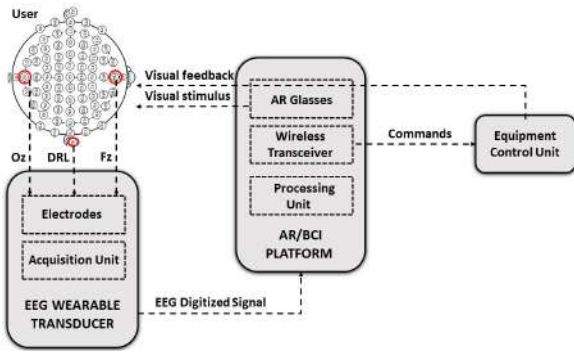 User
Visual feedback
Visual stimulus
Oz
DRL
Fz
Electrodes
Acquisition Unit
EEG WEARABLE
TRANSDUCER
EEG Digitized Signal
AR Glasses
Wireless
Transceiver
Processing
Unit
AR/BCI
PLATFORM
Commands
Equipment
Control Unit